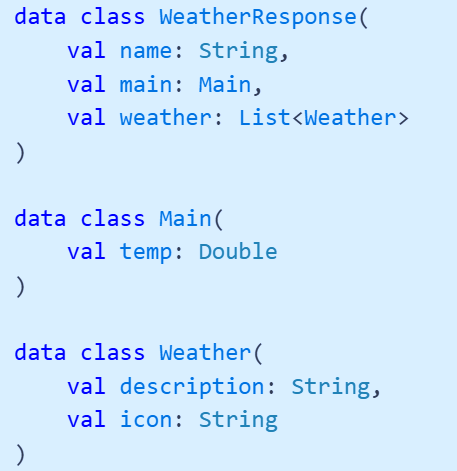 data class WeatherResponse(
    val name: String,
    val main: Main,
    val weather: List<Weather>
)

data class Main(
    val temp: Double
)

data class Weather(
    val description: String,
    val icon: String
)